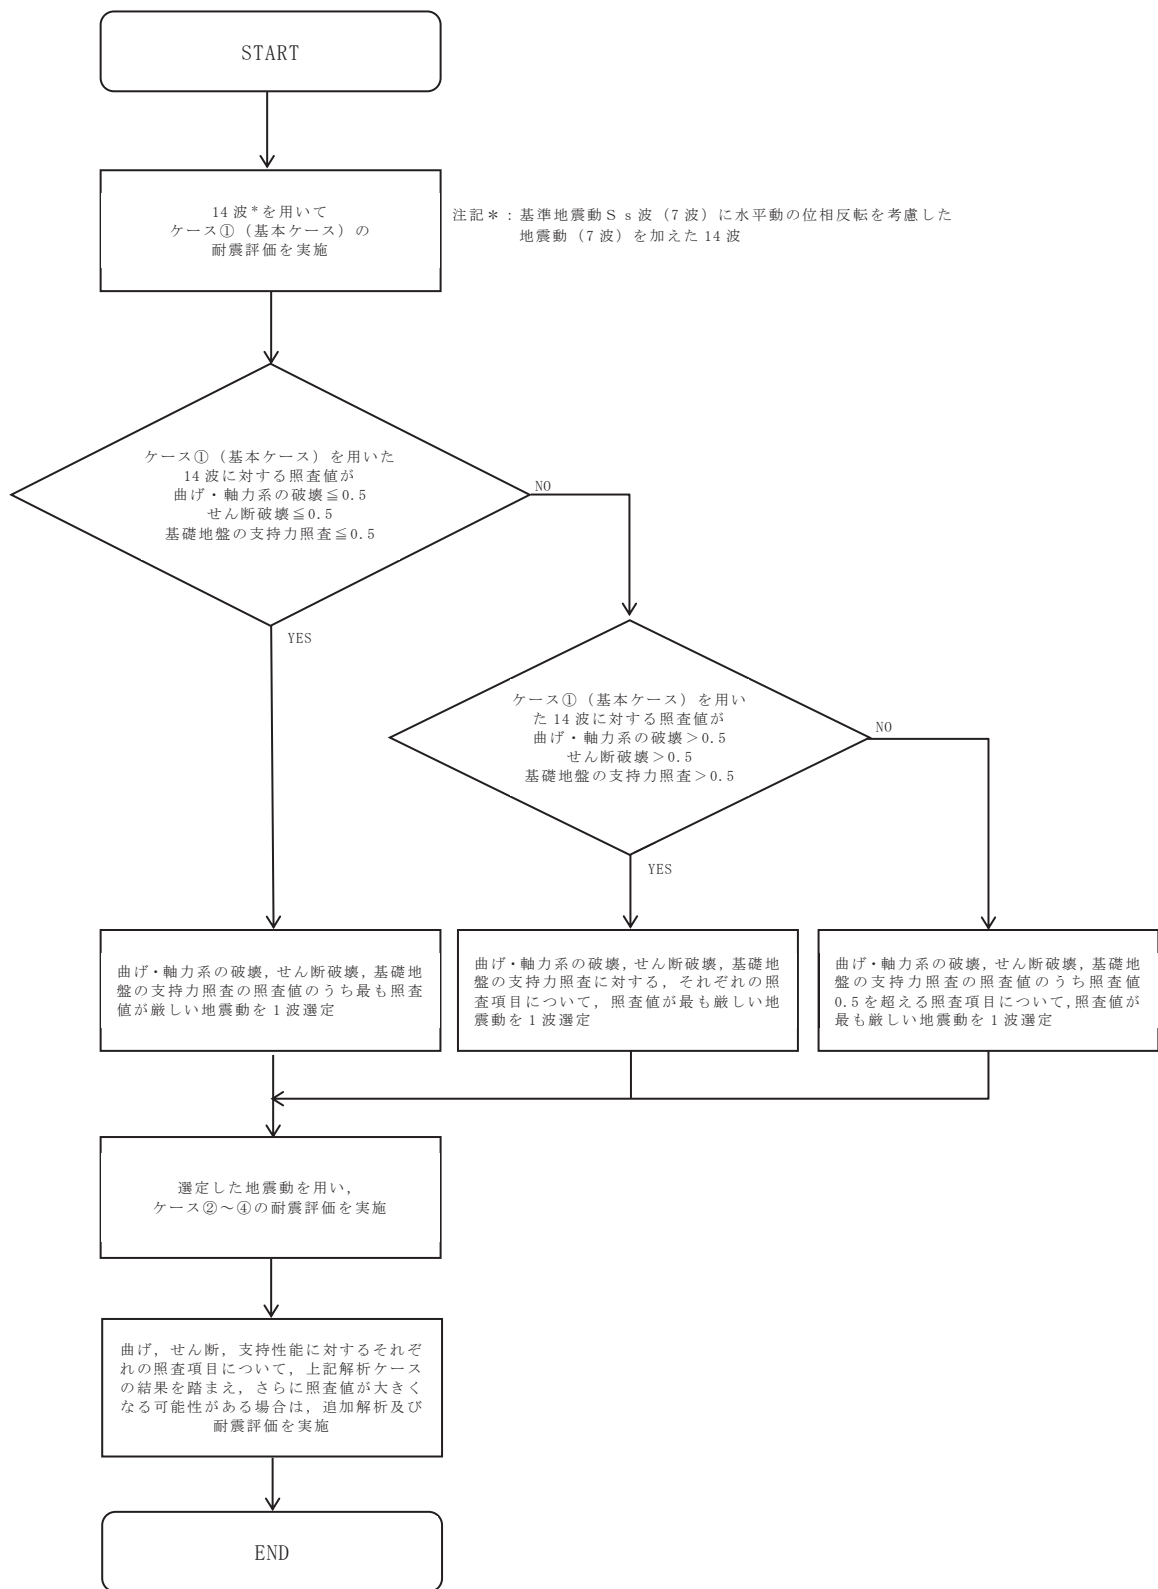 START
14波*を用いて
ケース①（基本ケース）の
耐震評価を実施
注記＊：基準地震動Ｓｓ波（7波）に水平動の位相反転を考慮した
地震動（7波）を加えた14波
ケース①（基本ケース）を用いた
14波に対する照査値が
曲げ・軸力系の破壊≦0.5
せん断破壊≦0.5
基礎地盤の支持力照査≦0.5
NO
YES
ケース①（基本ケース）を用い
た14波に対する照査値が
曲げ・軸力系の破壊＞0.5
せん断破壊＞0.5
基礎地盤の支持力照査＞0.5
NO
YES
曲げ・軸力系の破壊，せん断破壊，基礎地
盤の支持力照査の照査値のうち最も照査
値が厳しい地震動を1波選定
曲げ・軸力系の破壊，せん断破壊，基礎地
盤の支持力照査に対する，それぞれの照
査項目について，照査値が最も厳しい地
震動を1波選定
曲げ・軸力系の破壊，せん断破壊，基礎地
盤の支持力照査の照査値のうち照査値
0.5を超える照査項目について，照査値が
最も厳しい地震動を1波選定
選定した地震動を用い，
ケース②～④の耐震評価を実施
曲げ，せん断，支持性能に対するそれぞ
れの照査項目について，上記解析ケース
の結果を踏まえ，さらに照査値が大きく
なる可能性がある場合は，追加解析及び
耐震評価を実施
END